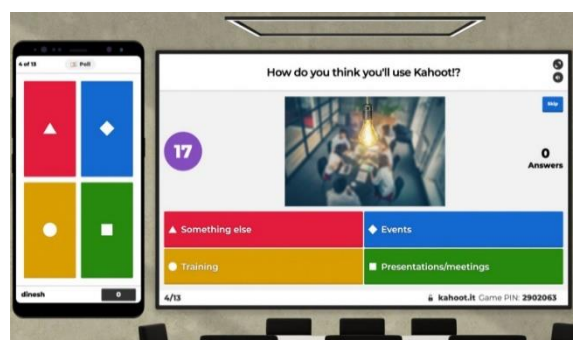 4 of 13
Poll
dinesh
0
How do you think you'll use Kahoot!?
Skip
17
0
Answers
Something else
Events
Training
Presentations/meetings
4/13
kahoot.it Game PIN: 2902063